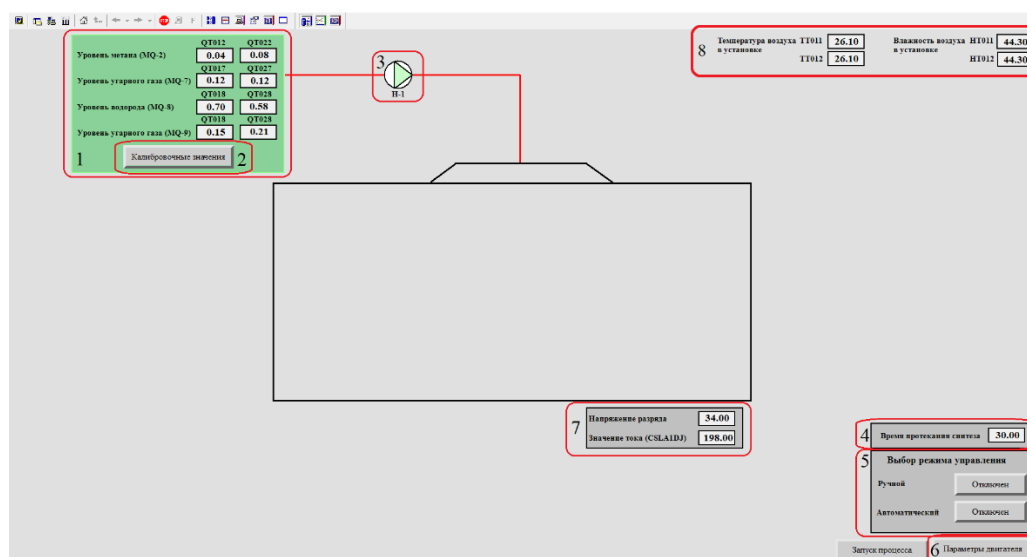 QT012 QT022
Уровень метана (MQ-2) 0.04 0.08
QT017 QT027
Уровень угарного газа (MQ-7) 0.12 0.12
QT018 QT028
Уровень водорода (MQ-8) 0.70 0.58
QT018 QT028
Уровень угарного газа (MQ-9) 0.15 0.21
1 Калибровочные значения 2
3
Н-1
8
Температура воздуха ТТ011 26.10
в установке
ТТ012 26.10
Влажность воздуха НТ011 44.30
в установке
НТ012 44.30
7
Напряжение разряда 34.00
Значение тока (CSLA1DJ) 198.00
4 Время протекания синтеза 30.00
5 Выбор режима управления
Ручной Отключен
Автоматический Отключен
Запуск процесса 6 Параметры двигателя